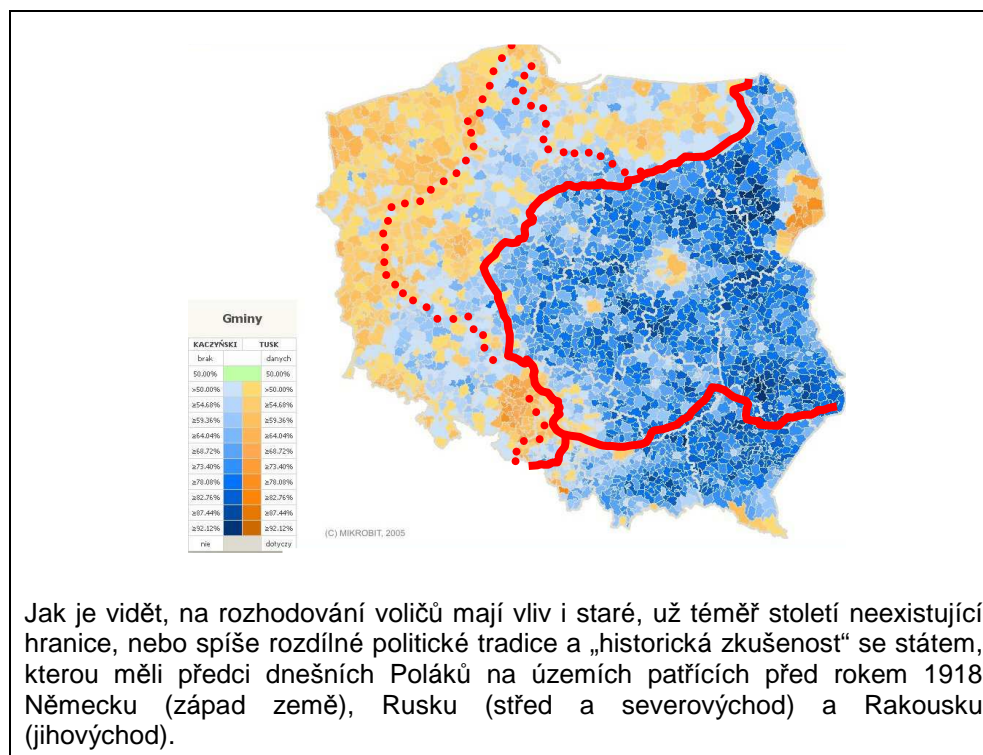 Gminy
KACZYŃSKI TUSK
brak danych
50.00% 50.00%
>50.00% >50.00%
≥54.68% ≥54.68%
≥59.36% ≥59.36%
≥64.04% ≥64.04%
≥68.72% ≥68.72%
≥73.40% ≥73.40%
≥78.08% ≥78.08%
≥82.76% ≥82.76%
≥87.44% ≥87.44%
≥92.12% ≥92.12%
nie dotyczy
(C) MIKROBIT, 2005
Jak je vidět, na rozhodování voličů mají vliv i staré, už téměř století neexistující
hranice, nebo spíše rozdílné politické tradice a „historická zkušenost“ se státem,
kterou měli předci dnešních Poláků na územích patřících před rokem 1918
Německu (západ země), Rusku (střed a severovýchod) a Rakousku
(jihovýchod).